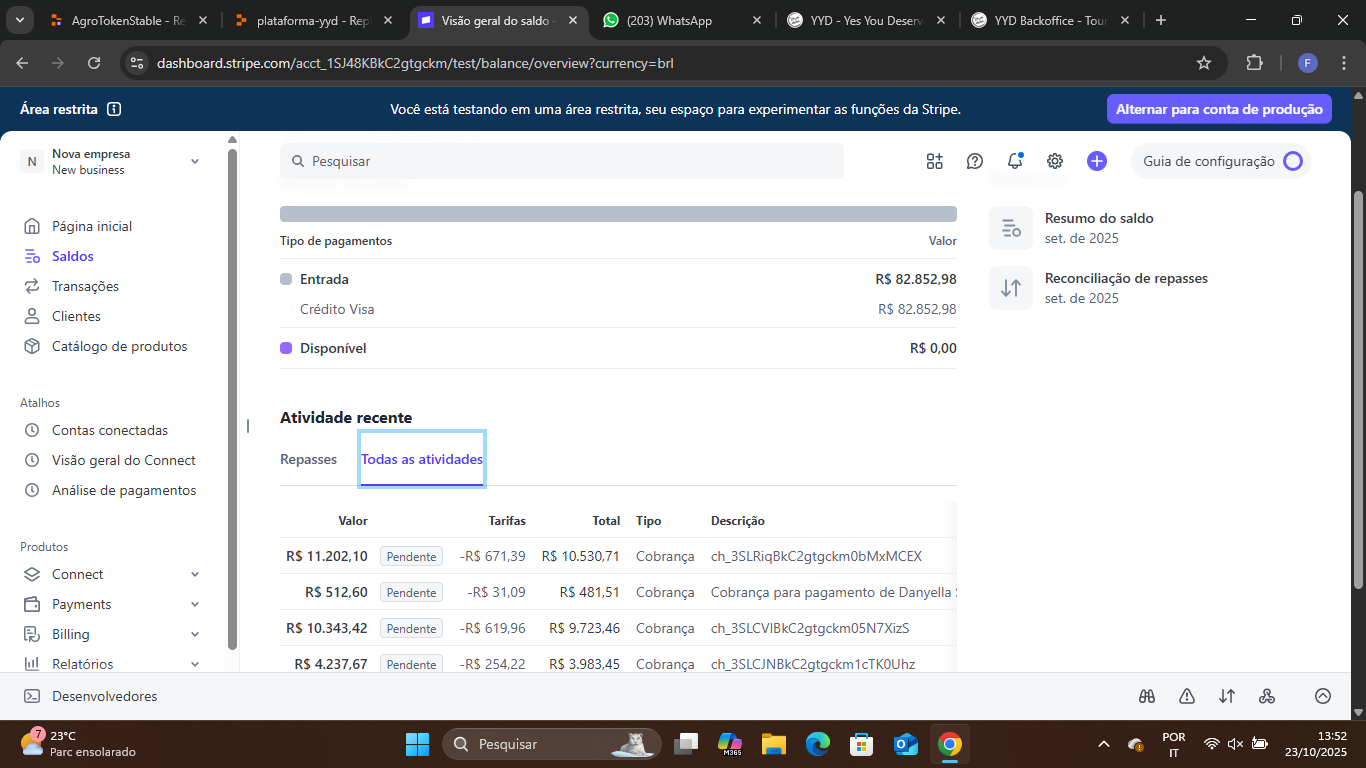 AgroTokenStable - Re
plataforma-yyd - Repl
Visão geral do saldo -
(203) WhatsApp
YYD - Yes You Deserv
YYD Backoffice - Tour
dashboard.stripe.com/acct_1SJ48KBkC2gtgckm/test/balance/overview?currency=brl
F
Área restrita
Você está testando em uma área restrita, seu espaço para experimentar as funções da Stripe.
Alternar para conta de produção
N
Nova empresa
New business
Pesquisar
Guia de configuração
Página inicial
Saldos
Transações
Clientes
Catálogo de produtos
Atalhos
Contas conectadas
Visão geral do Connect
Análise de pagamentos
Produtos
Connect
Payments
Billing
Relatórios
Desenvolvedores
Tipo de pagamentos Valor
Entrada R$ 82.852,98
Crédito Visa R$ 82.852,98
Disponível R$ 0,00
Resumo do saldo
set. de 2025
Reconciliação de repasses
set. de 2025
Atividade recente
Repasses Todas as atividades
Valor Tarifas Total Tipo Descrição
R$ 11.202,10 Pendente -R$ 671,39 R$ 10.530,71 Cobrança ch_3SLRiqBkC2gtgckm0bMxMCEX
R$ 512,60 Pendente -R$ 31,09 R$ 481,51 Cobrança Cobrança para pagamento de Danyella
R$ 10.343,42 Pendente -R$ 619,96 R$ 9.723,46 Cobrança ch_3SLCVIBkC2gtgckm05N7XizS
R$ 4.237,67 Pendente -R$ 254,22 R$ 3.983,45 Cobrança ch_3SLCJNBkC2gtgckm1cTK0Uhz
7
23°C
Parc ensolarado
Pesquisar
M365
POR
IT
13:52
23/10/2025